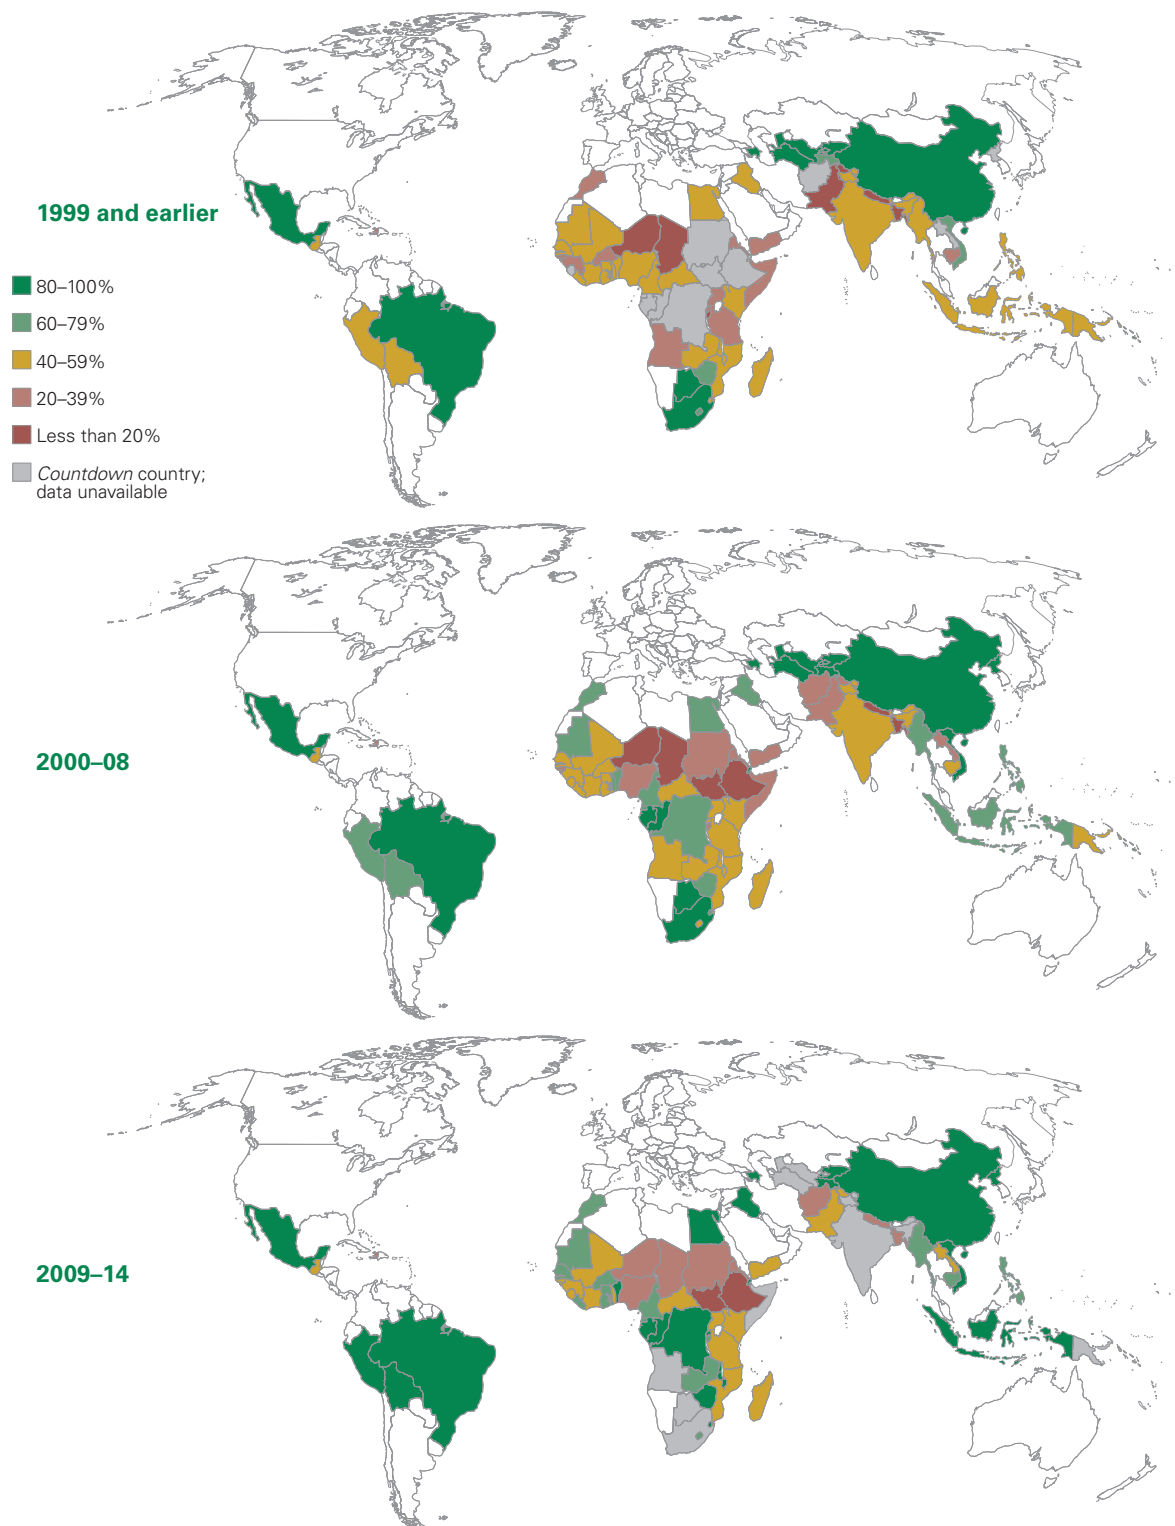 1999 and earlier
80–100%
60–79%
40–59%
20–39%
Less than 20%
Countdown country;
data unavailable
2000–08
2009–14